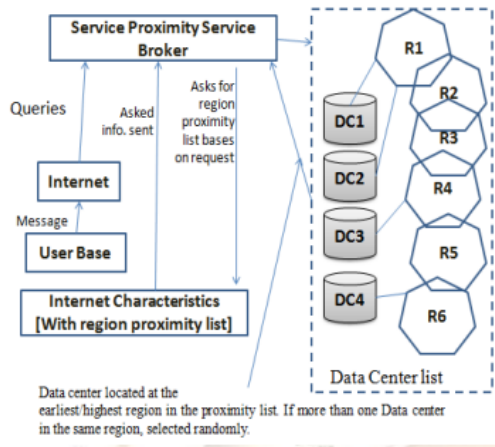 Service Proximity Service
Broker
Queries
Asked
info. sent
Asks for
region
proximity
list bases
on request
Internet
Message
User Base
Internet Characteristics
[With region proximity list]
R1
R2
DC1
R3
DC2
R4
DC3
R5
DC4
R6
Data Center list
Data center located at the
earliest/highest region in the proximity list. If more than one Data center
in the same region, selected randomly.